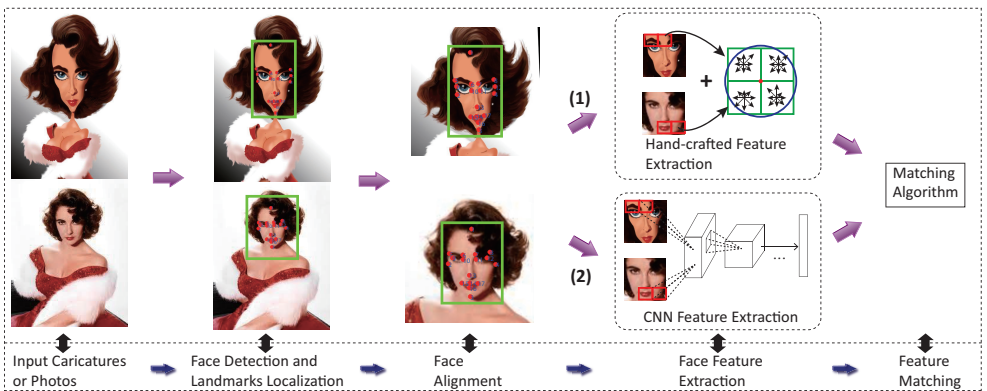 (1)
+
Hand-crafted Feature
Extraction
Matching
Algorithm
(2)
...
CNN Feature Extraction
Input Caricatures
or Photos
Face Detection and
Landmarks Localization
Face
Alignment
Face Feature
Extraction
Feature
Matching